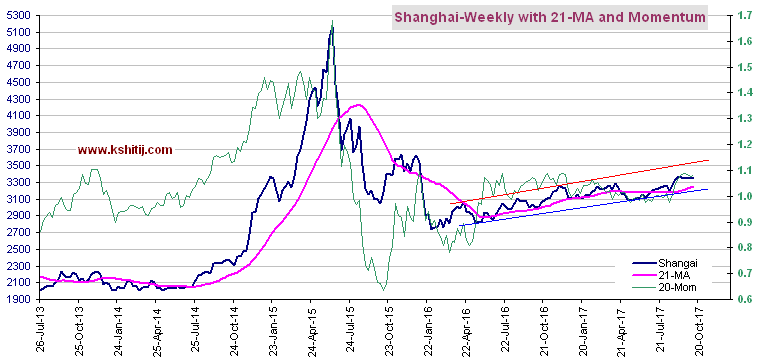 Shanghai-Weekly with 21-MA and Momentum
5300
5100
4900
4700
4500
4300
4100
3900
3700
3500
3300
3100
2900
2700
2500
2300
2100
1900
1.7
1.6
1.5
1.4
1.3
1.2
1.1
1.0
0.9
0.8
0.7
0.6
www.kshitij.com
Shangai
21-MA
20-Mom
26-Jul-13
25-Oct-13
24-Jan-14
25-Apr-14
25-Jul-14
24-Oct-14
23-Jan-15
24-Apr-15
24-Jul-15
23-Oct-15
22-Jan-16
22-Apr-16
22-Jul-16
21-Oct-16
20-Jan-17
21-Apr-17
21-Jul-17
20-Oct-17